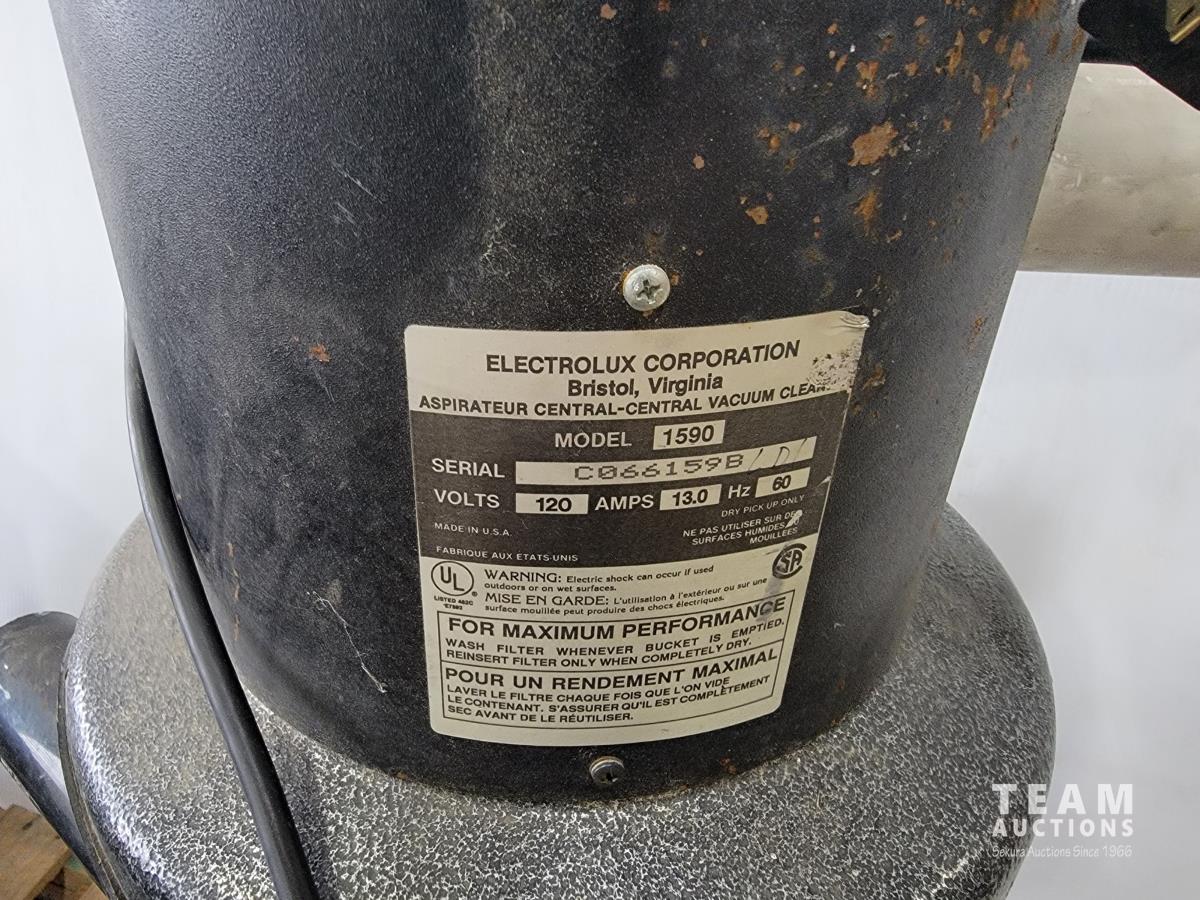 ELECTROLUX CORPORATION
Bristol, Virginia
ASPIRATEUR CENTRAL-CENTRAL VACUUM
MODEL 1590
SERIAL C066159B
VOLTS 120 AMPS 13.0 Hz 60
DRY PICK UP ONLY
MADE IN U.S.A.
NE PAS UTILISER SUR DES
SURFACES HUMIDES
MOUILLÉES
FABRIQUE AUX ETATS-UNIS
UL
SA
LISTED
WARNING: Electric shock can occur if used
outdoors or on wet surfaces.
MISE EN GARDE: L'utilisation à l'extérieur ou sur une
surface mouillée peut produire des chocs électriques.
FOR MAXIMUM PERFORMANCE
WASH FILTER WHENEVER BUCKET IS EMPTIED.
REINSERT FILTER ONLY WHEN COMPLETELY DRY.
POUR UN RENDEMENT MAXIMAL
LAVER LE FILTRE CHAQUE FOIS QUE L'ON VIDE
LE CONTENANT. S'ASSURER QU'IL EST COMPLÈTEMENT
SEC AVANT DE LE RÉUTILISER.
TEAM
AUCTIONS
Sekura Auctions Since 1966